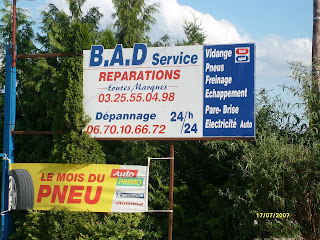 B.A.D Service
REPARATIONS
toutes Marques
03.25.55.04.98
Dépannage 24/24
06.70.10.66.72
Vidange
Pneus
Freinage
Echappement
Pare-Brise
Electricité Auto
LE MOIS DU
PNEU
Auto
PRIMO
17/07/2007